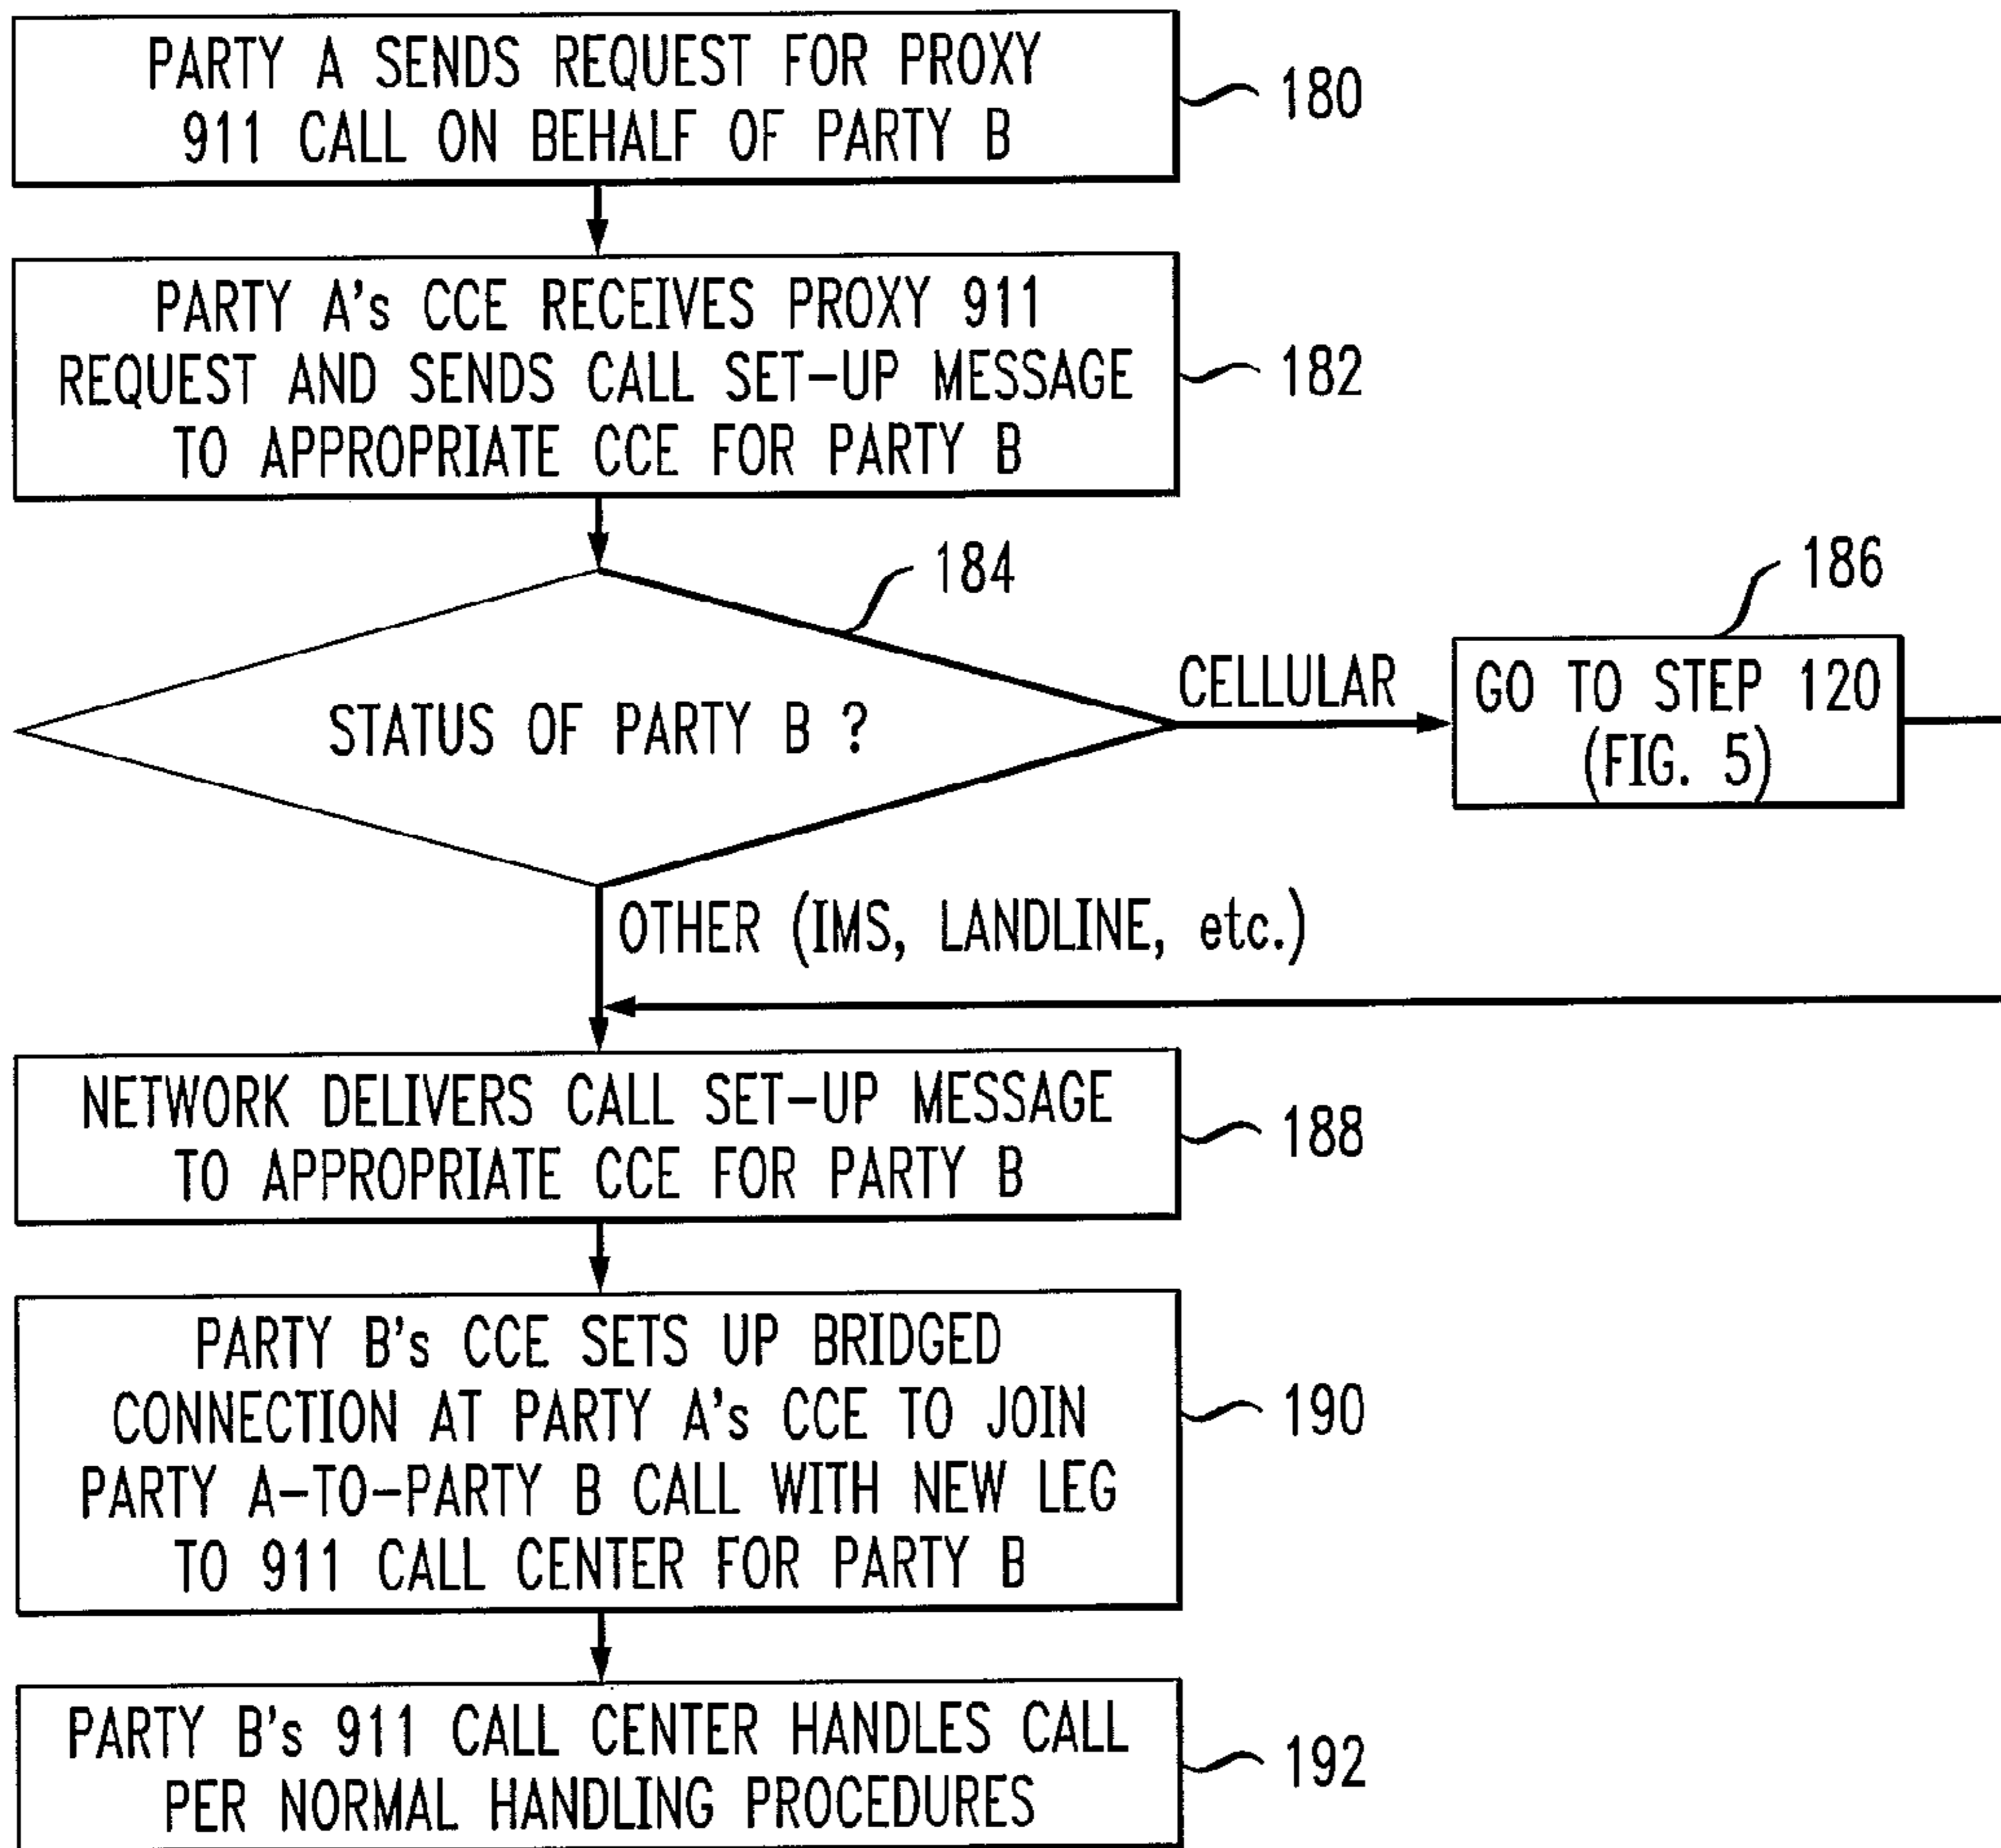 PARTY A SENDS REQUEST FOR PROXY
911 CALL ON BEHALF OF PARTY B
180
PARTY A's CCE RECEIVES PROXY 911
REQUEST AND SENDS CALL SET-UP MESSAGE
TO APPROPRIATE CCE FOR PARTY B
182
184
STATUS OF PARTY B ?
CELLULAR
186
GO TO STEP 120
(FIG. 5)
OTHER (IMS, LANDLINE, etc.)
NETWORK DELIVERS CALL SET-UP MESSAGE
TO APPROPRIATE CCE FOR PARTY B
188
PARTY B's CCE SETS UP BRIDGED
CONNECTION AT PARTY A's CCE TO JOIN
PARTY A-TO-PARTY B CALL WITH NEW LEG
TO 911 CALL CENTER FOR PARTY B
190
PARTY B's 911 CALL CENTER HANDLES CALL
PER NORMAL HANDLING PROCEDURES
192